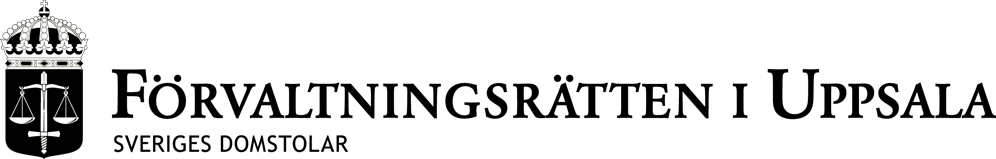 FÖRVALTNINGSRÄTTEN I UPPSALA
SVERIGES DOMSTOLAR